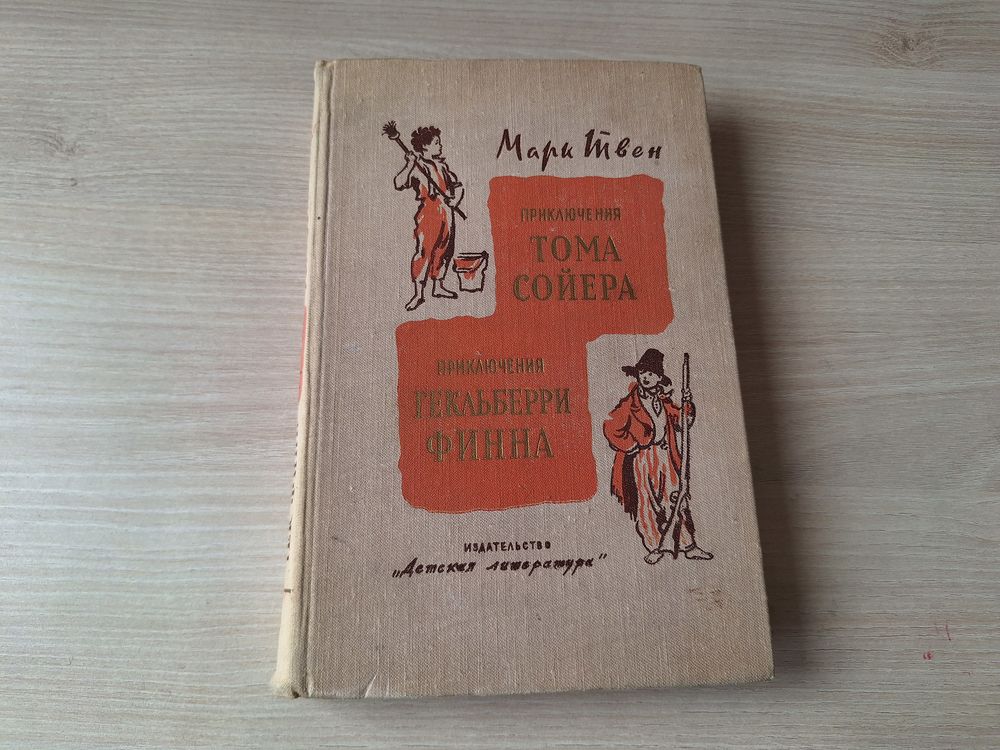 Марк Твен
ПРИКЛЮЧЕНИЯ
ТОМА
СОЙЕРА
ПРИКЛЮЧЕНИЯ
ГЕКЛЬБЕРРИ
ФИННА
ИЗДАТЕЛЬСТВО
„Детская литература"